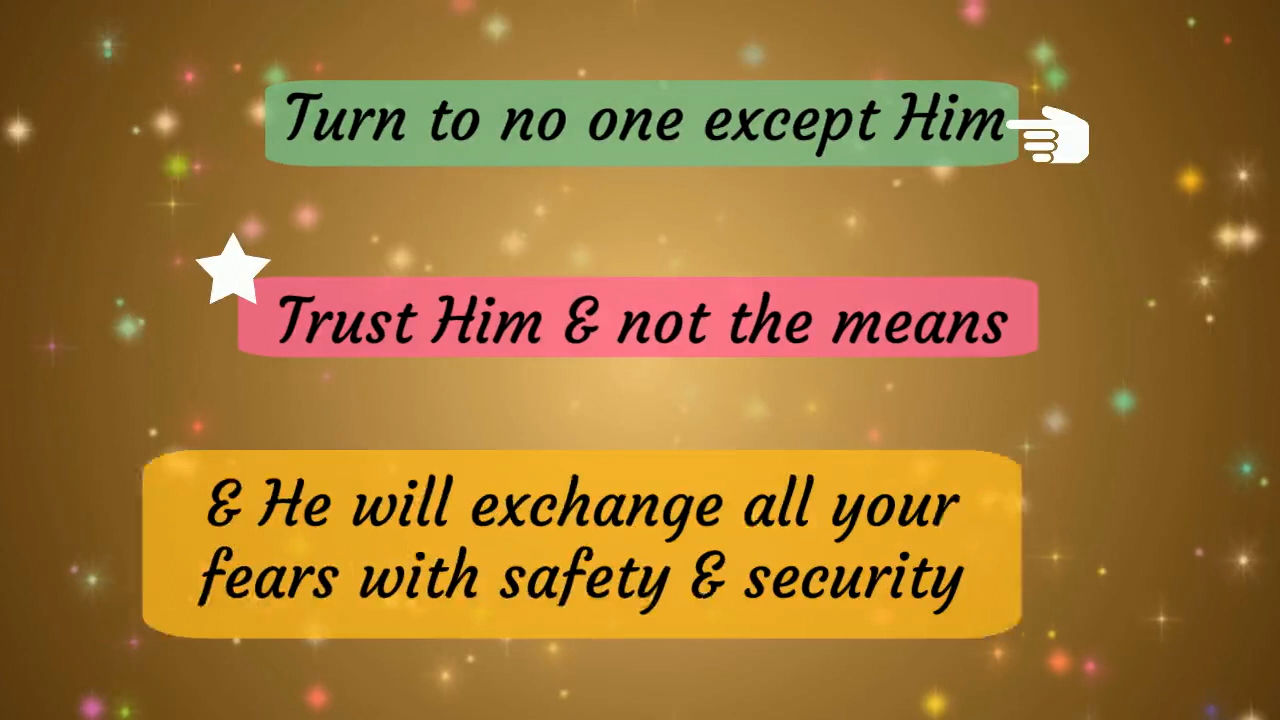 Turn to no one except Him
Trust Him & not the means
& He will exchange all your
fears with safety & security